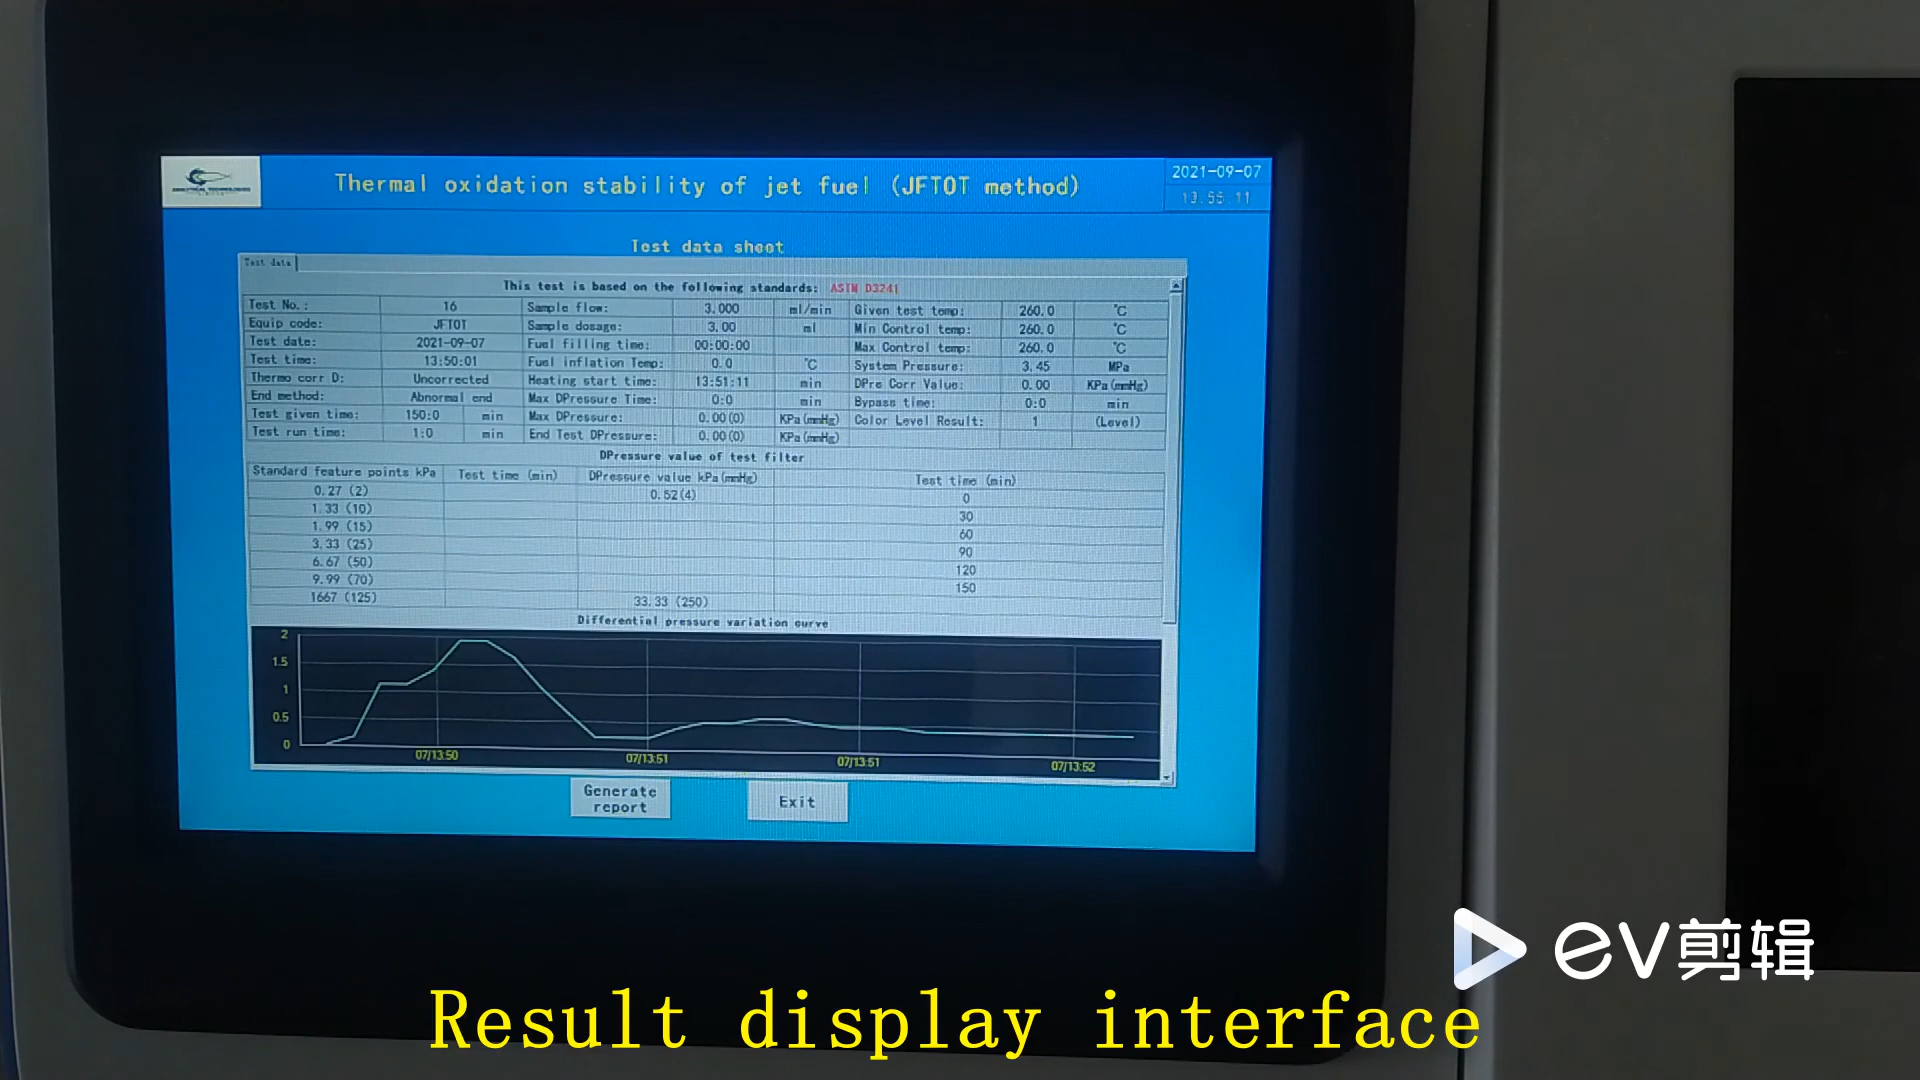 ANALYTICAL TECHNOLOGIES
Thermal oxidation stability of jet fuel (JFTOT method)
2021-09-07
13:55:11
Test data sheet
Test data
This test is based on the following standards: ASTM D3241
Test No.: 16 Sample flow: 3.000 ml/min Given test temp: 260.0 ℃
Equip code: JFTOT Sample dosage: 3.00 ml Min Control temp: 260.0 ℃
Test date: 2021-09-07 Fuel filling time: 00:00:00 Max Control temp: 260.0 ℃
Test time: 13:50:01 Fuel inflation Temp: 0.0 ℃ System Pressure: 3.45 MPa
Thermo corr D: Uncorrected Heating start time: 13:51:11 min DPre Corr Value: 0.00 KPa(mmHg)
End method: Abnormal end Max DPressure Time: 0:0 min Bypass time: 0:0 min
Test given time: 150:0 min Max DPressure: 0.00(0) KPa(mmHg) Color Level Result: 1 (Level)
Test run time: 1:0 min End Test DPressure: 0.00(0) KPa(mmHg)
DPressure value of test filter
Standard feature points kPa Test time (min) DPressure value kPa(mmHg) Test time (min)
0.27 (2) 0.52(4) 0
1.33 (10) 30
1.99 (15) 60
3.33 (25) 90
6.67 (50) 120
9.99 (70) 150
1667 (125) 33.33 (250)
Differential pressure variation curve
2
1.5
1
0.5
0
07/13:50 07/13:51 07/13:51 07/13:52
Generate
report
Exit
ev剪辑
Result display interface